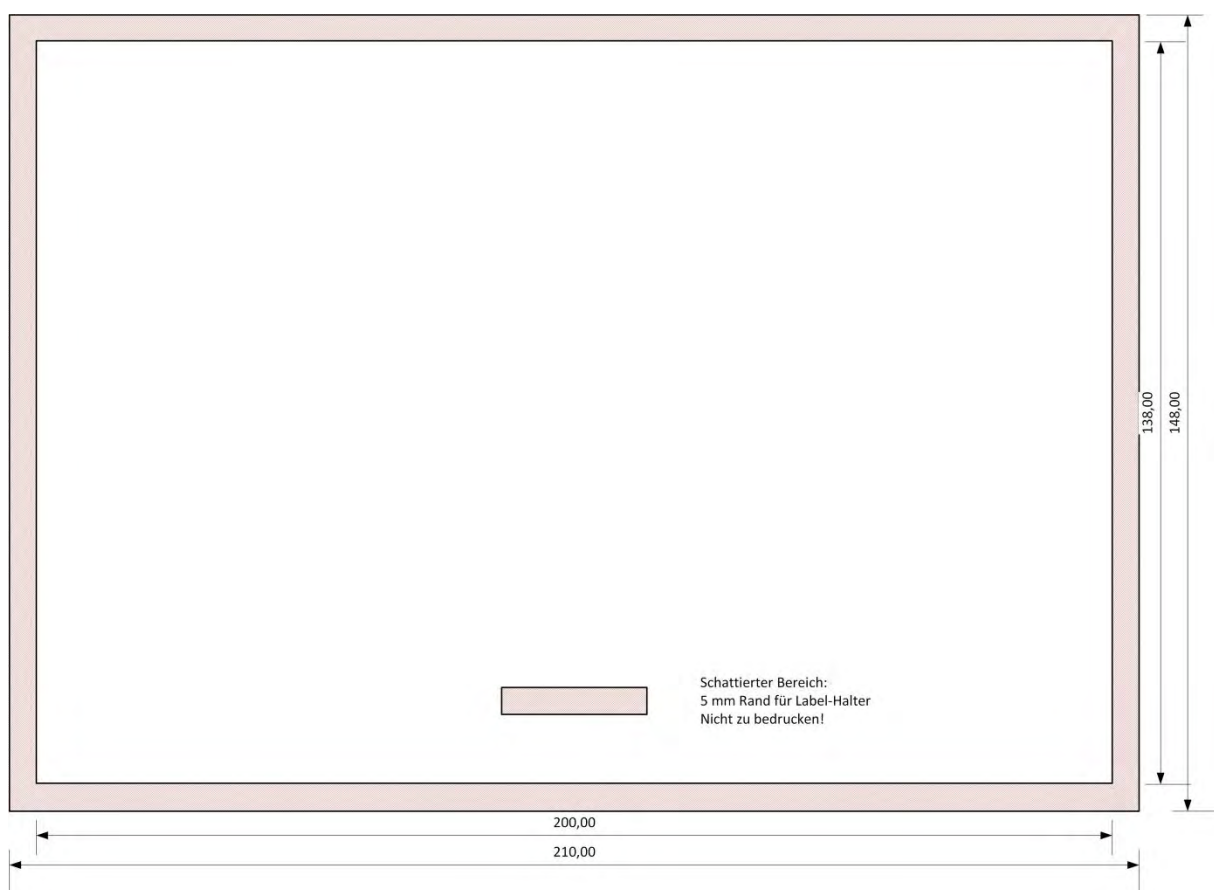 138,00
148,00
Schattierter Bereich:
5 mm Rand für Label-Halter
Nicht zu bedrucken!
200,00
210,00